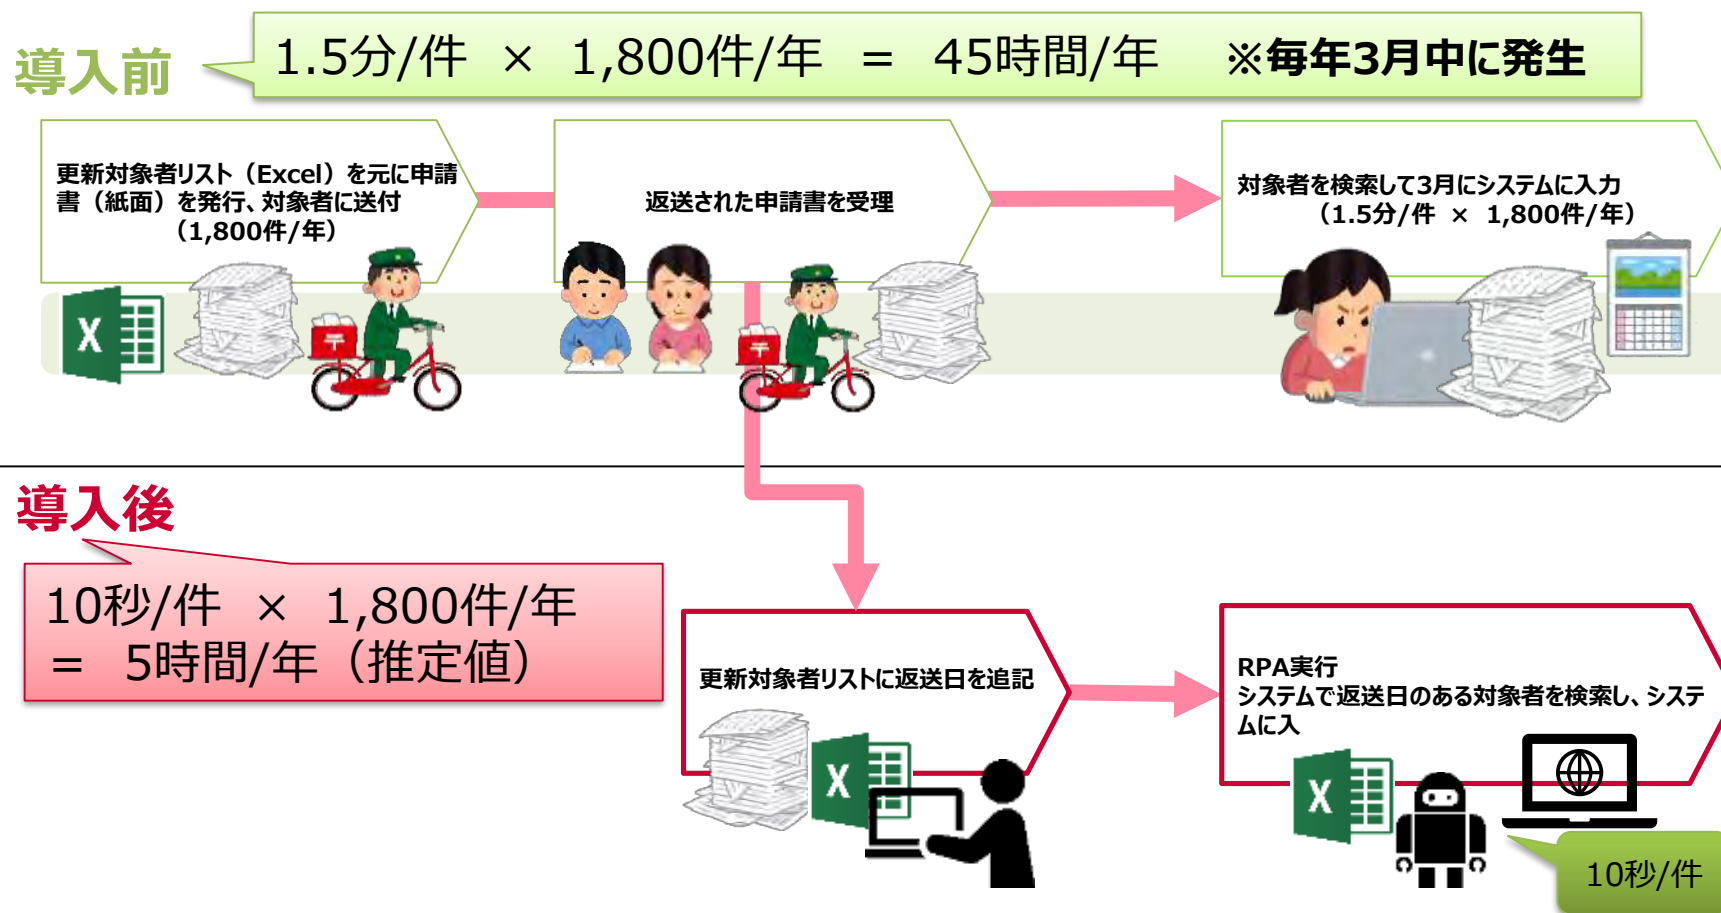 導入前
1.5分/件 × 1,800件/年 = 45時間/年 ※毎年3月中に発生
更新対象者リスト（Excel）を元に申請
書（紙面）を発行、対象者に送付
（1,800件/年）
返送された申請書を受理
対象者を検索して3月にシステムに入力
（1.5分/件 × 1,800件/年）
X
〒
〒
導入後
10秒/件 × 1,800件/年
= 5時間/年（推定値）
更新対象者リストに返送日を追記
X
RPA実行
システムで返送日のある対象者を検索し、システ
ムに入
X
10秒/件